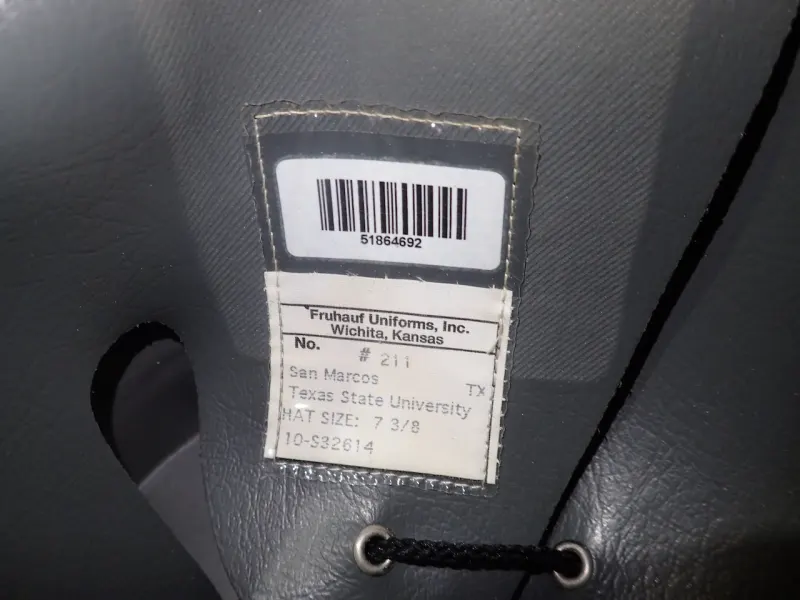 51864692
Fruhauf Uniforms, Inc.
Wichita, Kansas
No.
# 211
San Marcos TX
Texas State University
HAT SIZE: 7 3/8
10-S32614